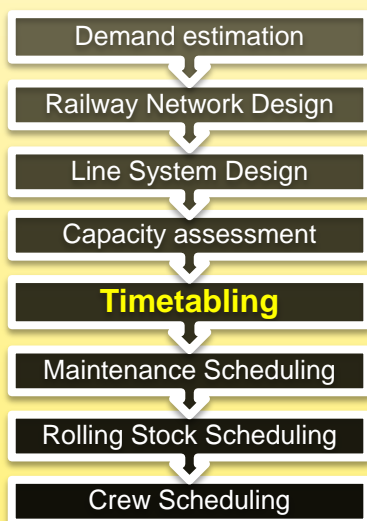 Demand estimation
Railway Network Design
Line System Design
Capacity assessment
Timetabling
Maintenance Scheduling
Rolling Stock Scheduling
Crew Scheduling